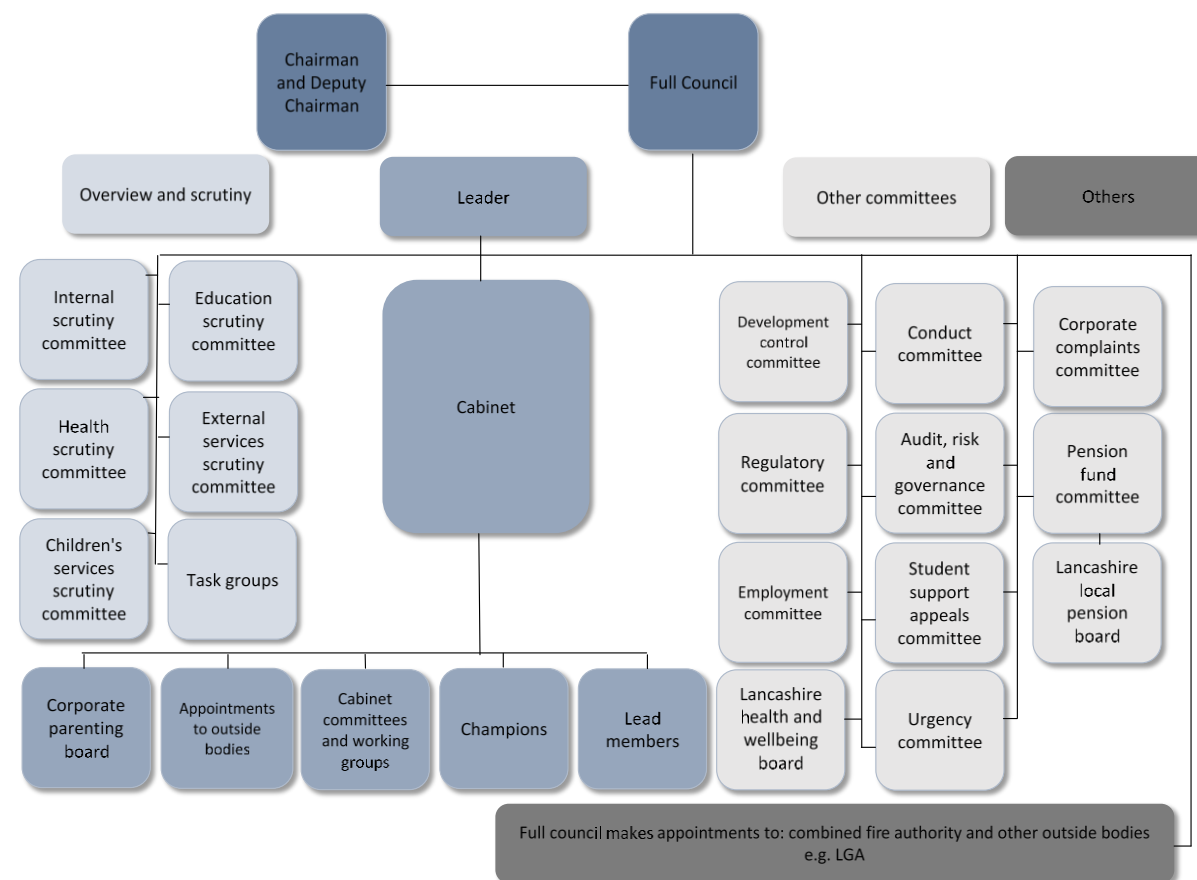 Chairman
and Deputy
Chairman
Full Council
Overview and scrutiny
Leader
Other committees
Others
Internal
scrutiny
committee
Education
scrutiny
committee
Health
scrutiny
committee
External
services
scrutiny
committee
Children's
services
scrutiny
committee
Task groups
Cabinet
Development
control
committee
Conduct
committee
Corporate
complaints
committee
Regulatory
committee
Audit, risk
and
governance
committee
Pension
fund
committee
Employment
committee
Student
support
appeals
committee
Lancashire
local
pension
board
Corporate
parenting
board
Appointments
to outside
bodies
Cabinet
committees
and working
groups
Champions
Lead
members
Lancashire
health and
wellbeing
board
Urgency
committee
Full council makes appointments to: combined fire authority and other outside bodies
e.g. LGA